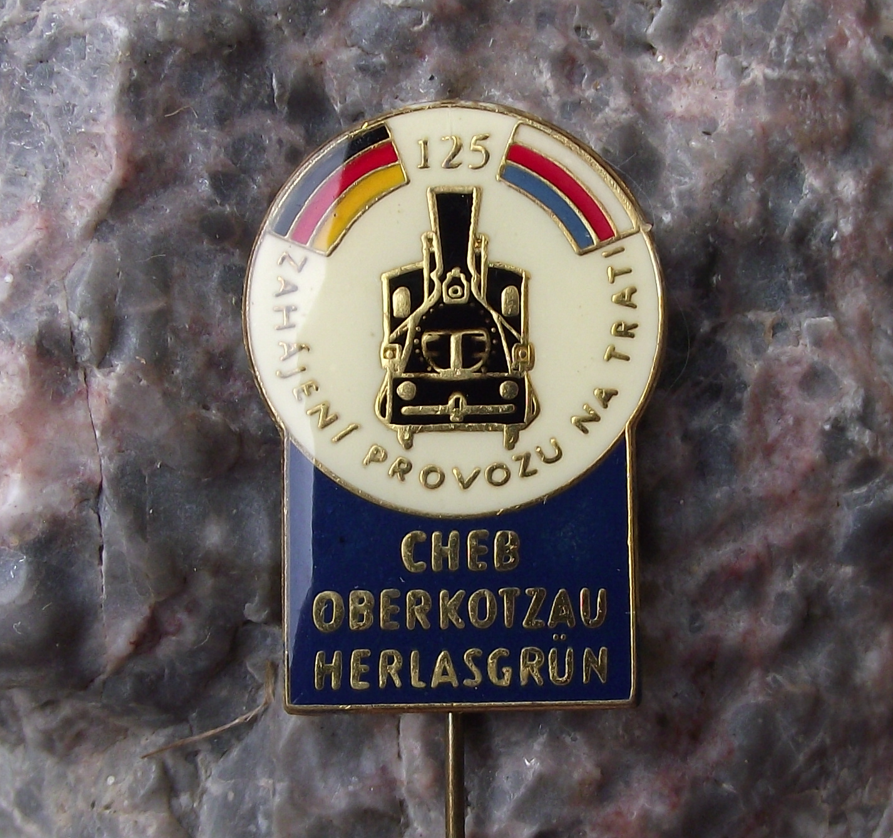 125
ZAHÁJENÍ PROVOZU NA TRATI
CHEB
OBERKOTZAU
HERLASGRÜN